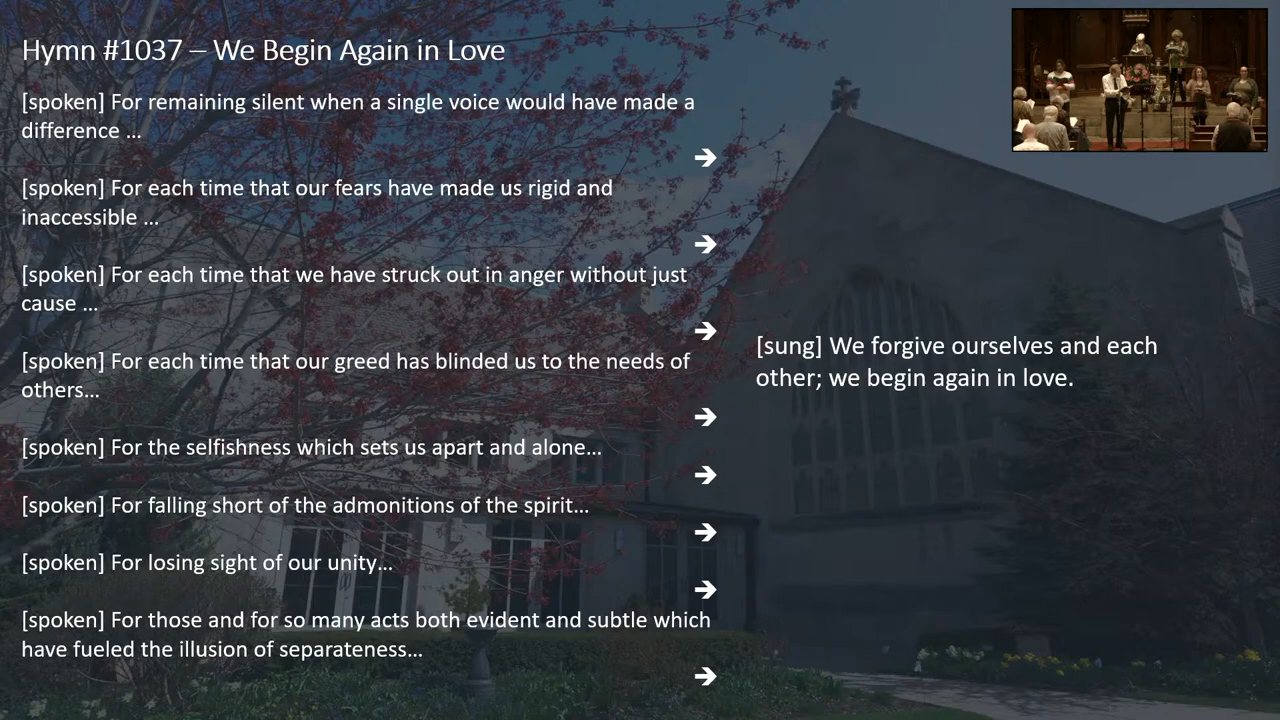 Hymn #1037 – We Begin Again in Love
[spoken] For remaining silent when a single voice would have made a
difference ...
➔
[spoken] For each time that our fears have made us rigid and
inaccessible ...
➔
[spoken] For each time that we have struck out in anger without just
cause ...
➔
[spoken] For each time that our greed has blinded us to the needs of
others...
➔
[spoken] For the selfishness which sets us apart and alone...
➔
[spoken] For falling short of the admonitions of the spirit...
➔
[spoken] For losing sight of our unity...
➔
[spoken] For those and for so many acts both evident and subtle which
have fueled the illusion of separateness...
➔
[sung] We forgive ourselves and each
other; we begin again in love.